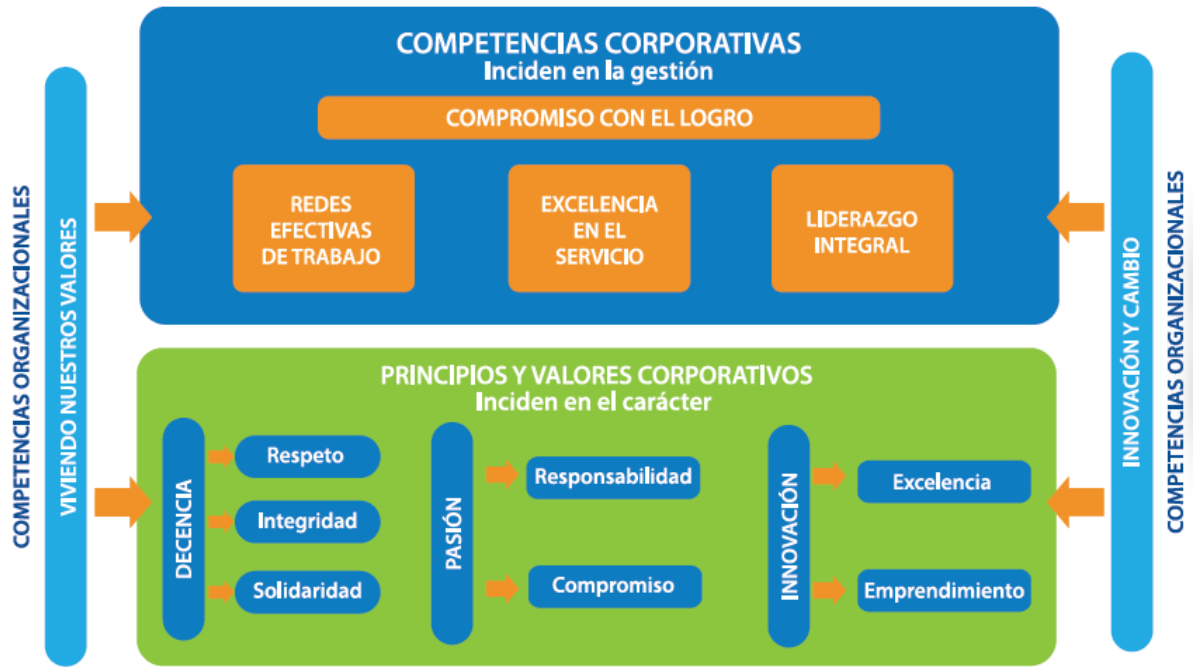 COMPETENCIAS ORGANIZACIONALES
VIVIENDO NUESTROS VALORES
COMPETENCIAS CORPORATIVAS
Inciden en la gestión
COMPROMISO CON EL LOGRO
REDES
EFECTIVAS
DE TRABAJO
EXCELENCIA
EN EL
SERVICIO
LIDERAZGO
INTEGRAL
PRINCIPIOS Y VALORES CORPORATIVOS
Inciden en el carácter
DECENCIA
Respeto
Integridad
Solidaridad
PASIÓN
Responsabilidad
Compromiso
INNOVACIÓN
Excelencia
Emprendimiento
INNOVACIÓN Y CAMBIO
COMPETENCIAS ORGANIZACIONALES